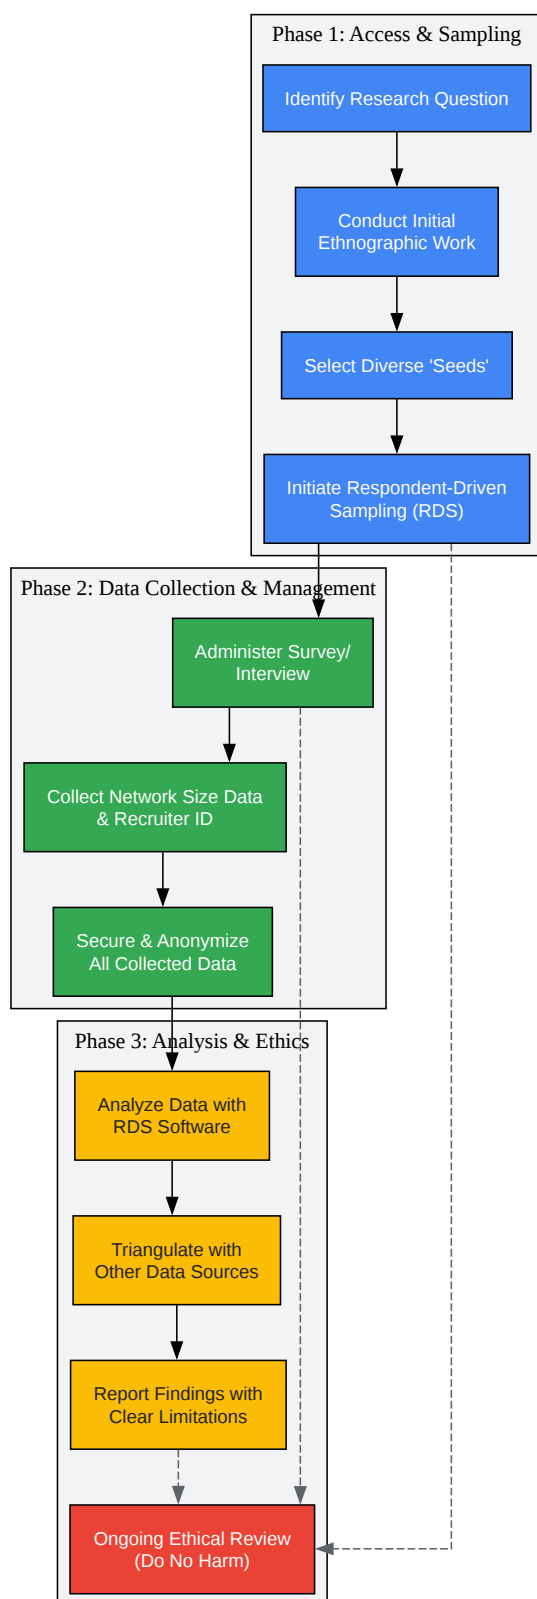 Phase 1: Access & Sampling
Identify Research Question
Conduct Initial
Ethnographic Work
Select Diverse 'Seeds'
Initiate Respondent-Driven
Sampling (RDS)
Phase 2: Data Collection & Management
Administer Survey/
Interview
Collect Network Size Data
& Recruiter ID
Secure & Anonymize
All Collected Data
Phase 3: Analysis & Ethics
Analyze Data with
RDS Software
Triangulate with
Other Data Sources
Report Findings with
Clear Limitations
Ongoing Ethical Review
(Do No Harm)